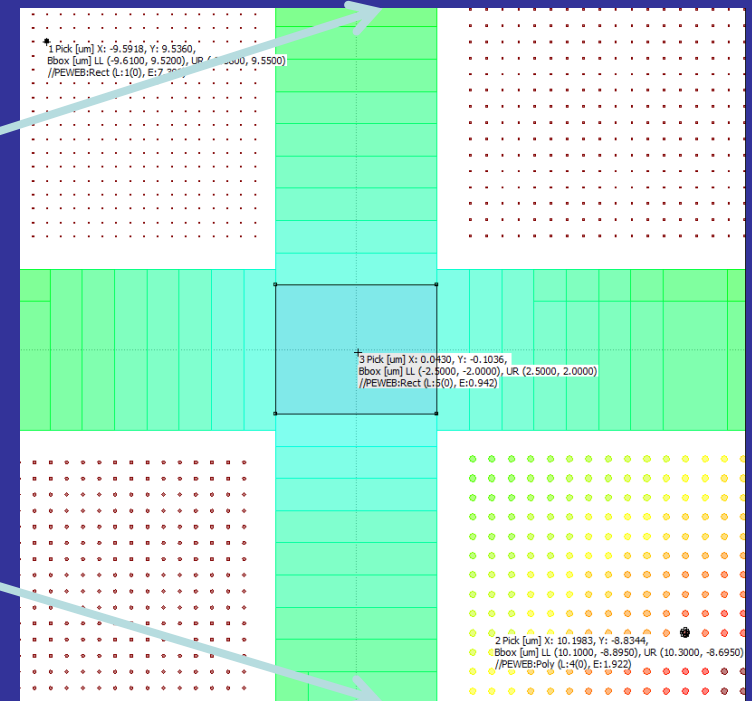 1 Pick [um] X: -9.5918, Y: 9.5360,
Bbox [um] LL (-9.6100, 9.5200), UR 9.5500)
//PEWEB:Rect (L:1(0),
3 Pick [um] X: 0.0430, Y: -0.1036,
Bbox [um] LL (-2.5000, -2.0000), UR (2.5000, 2.0000)
//PEWEB:Rect (L:5(0), E:0.942)
2 Pick [um] X: 10.1983, Y: -8.8344,
Bbox [um] LL (10.1000, -8.8950), UR (10.3000, -8.6950)
//PEWEB:Poly (L:4(0), E:1.922)